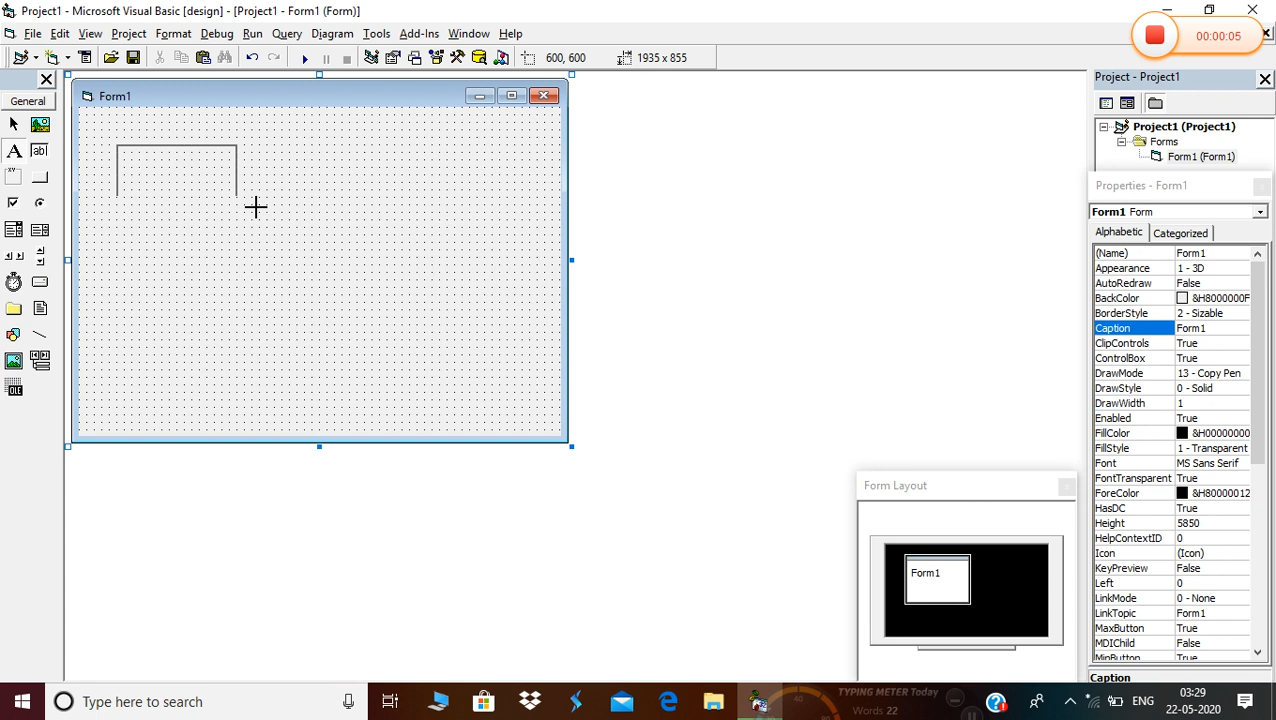 Project1 - Microsoft Visual Basic [design] - [Project1 - Form1 (Form)]
File Edit View Project Format Debug Run Query Diagram Tools Add-Ins Window Help
00:00:05
600, 600 1935 x 855
General
A ab|
xy
OLE
Form1
Project - Project1
Project1 (Project1)
Forms
Form1 (Form1)
Properties - Form1
Form1 Form
Alphabetic Categorized
(Name) Form1
Appearance 1 - 3D
AutoRedraw False
BackColor &H8000000F
BorderStyle 2 - Sizable
Caption Form1
ClipControls True
ControlBox True
DrawMode 13 - Copy Pen
DrawStyle 0 - Solid
DrawWidth 1
Enabled True
FillColor &H00000000
FillStyle 1 - Transparent
Font MS Sans Serif
FontTransparent True
ForeColor &H80000012
HasDC True
Height 5850
HelpContextID 0
Icon (Icon)
KeyPreview False
Left 0
LinkMode 0 - None
LinkTopic Form1
MaxButton True
MDIChild False
MinButton True
Caption
Form Layout
Form1
Type here to search
TYPING METER Today
Words 22
40
ENG
03:29
22-05-2020